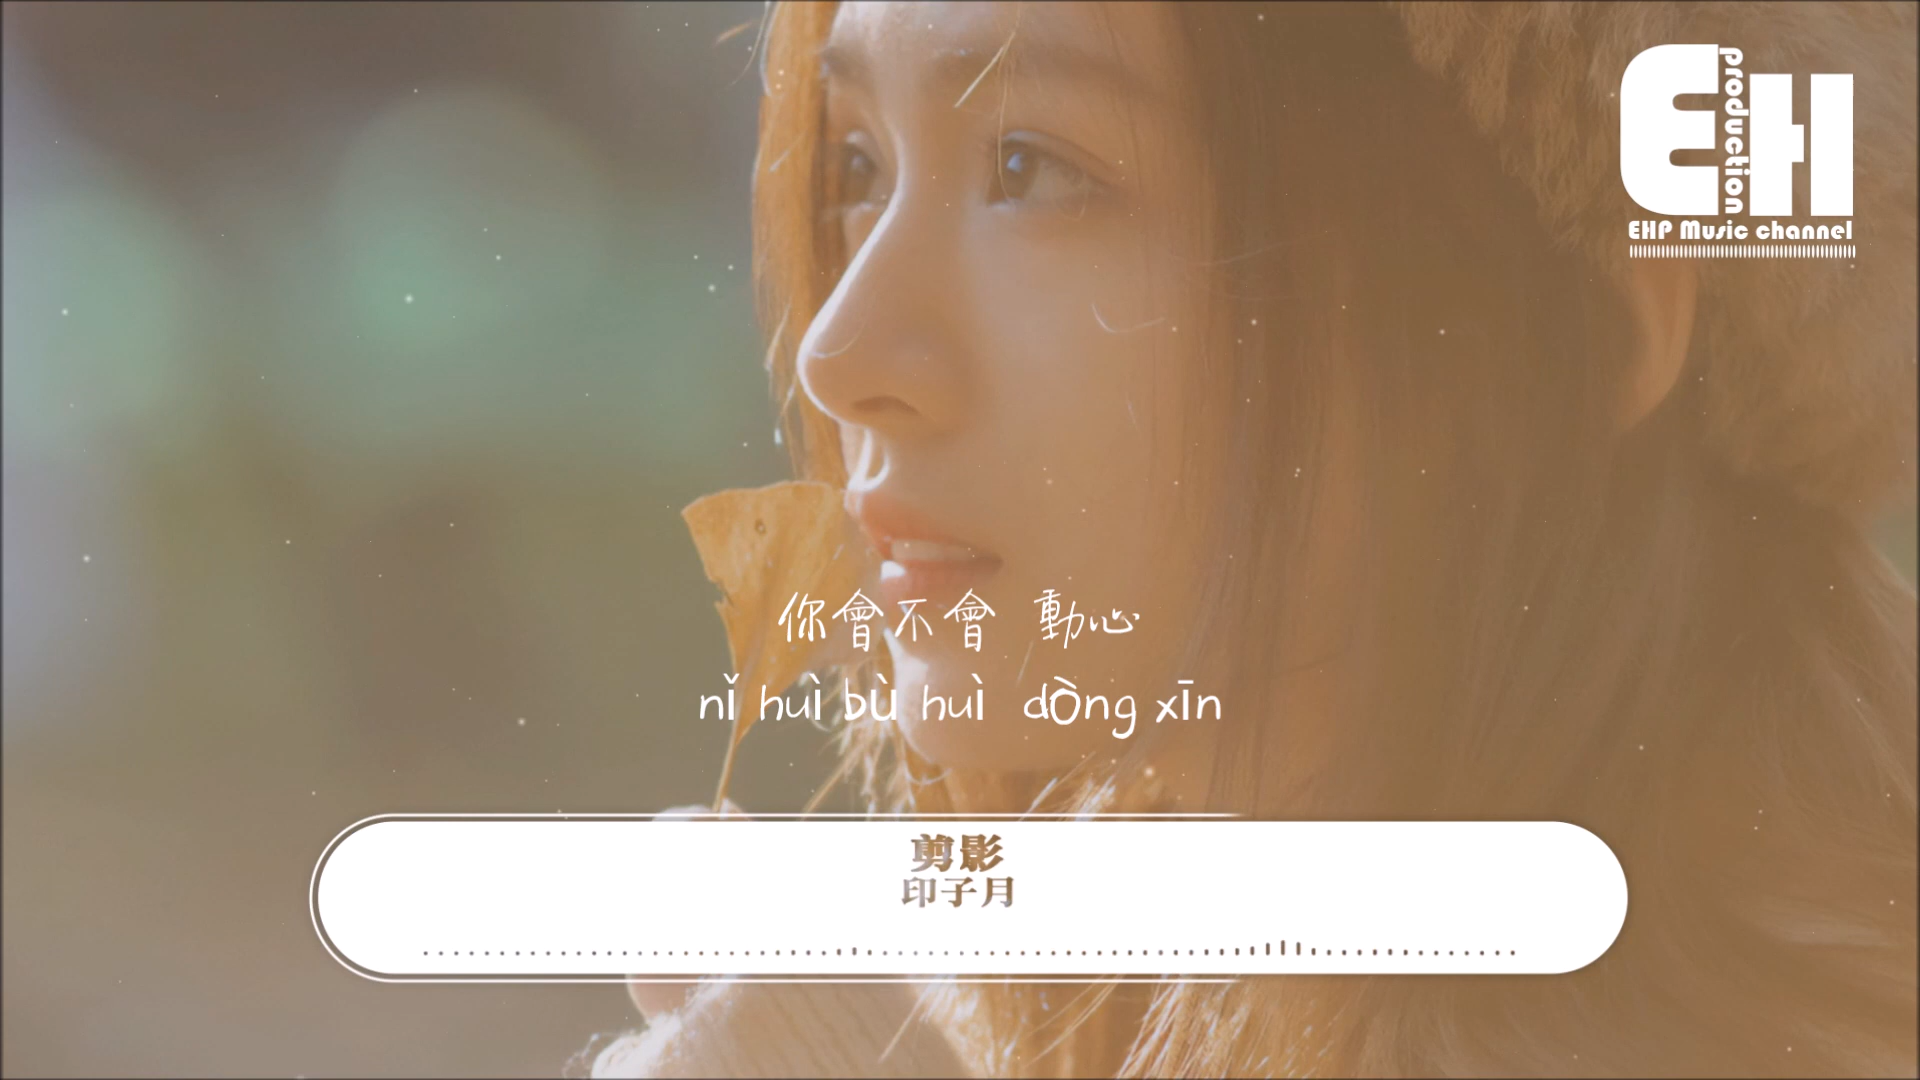 EH
production
EHP Music channel
你會不會 動心
nǐ huì bù huì dòng xīn
剪影
印子月